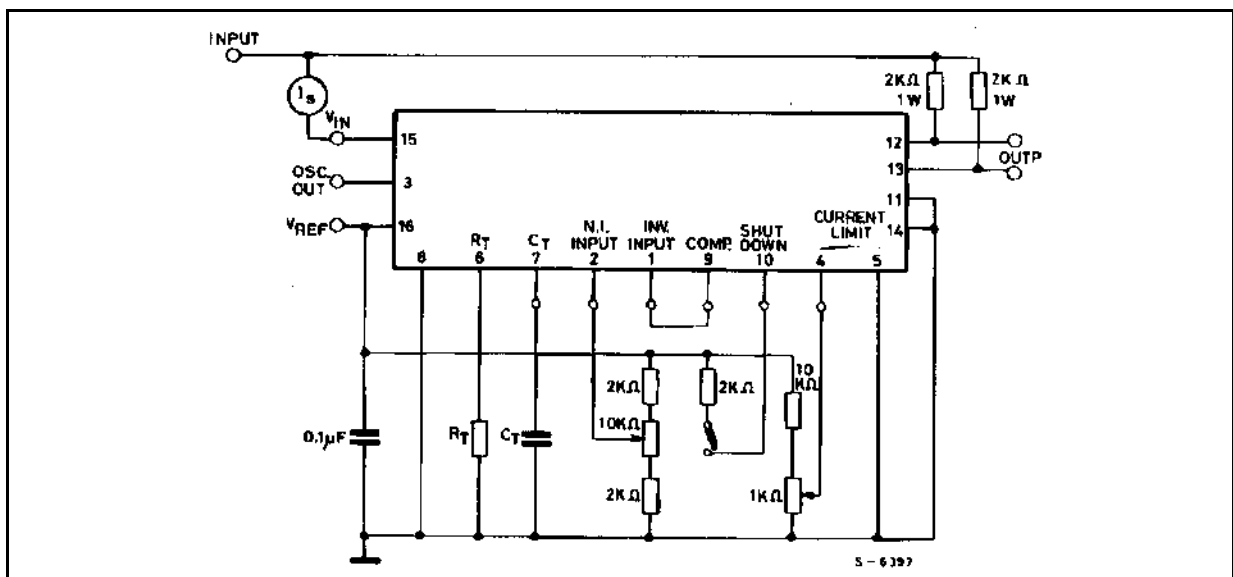 INPUT
2KΩ 1W
2KΩ 1W
Is
VIN
15
12
OUTP
OSC. OUT
3
13
11
VREF
16
CURRENT LIMIT
14
RT
CT
N.I. INPUT
INV. INPUT
COMP.
SHUT DOWN
8
6
7
2
1
9
10
4
5
10 KΩ
2KΩ
2KΩ
0.1µF
RT
CT
10KΩ
2KΩ
1KΩ
S-6397